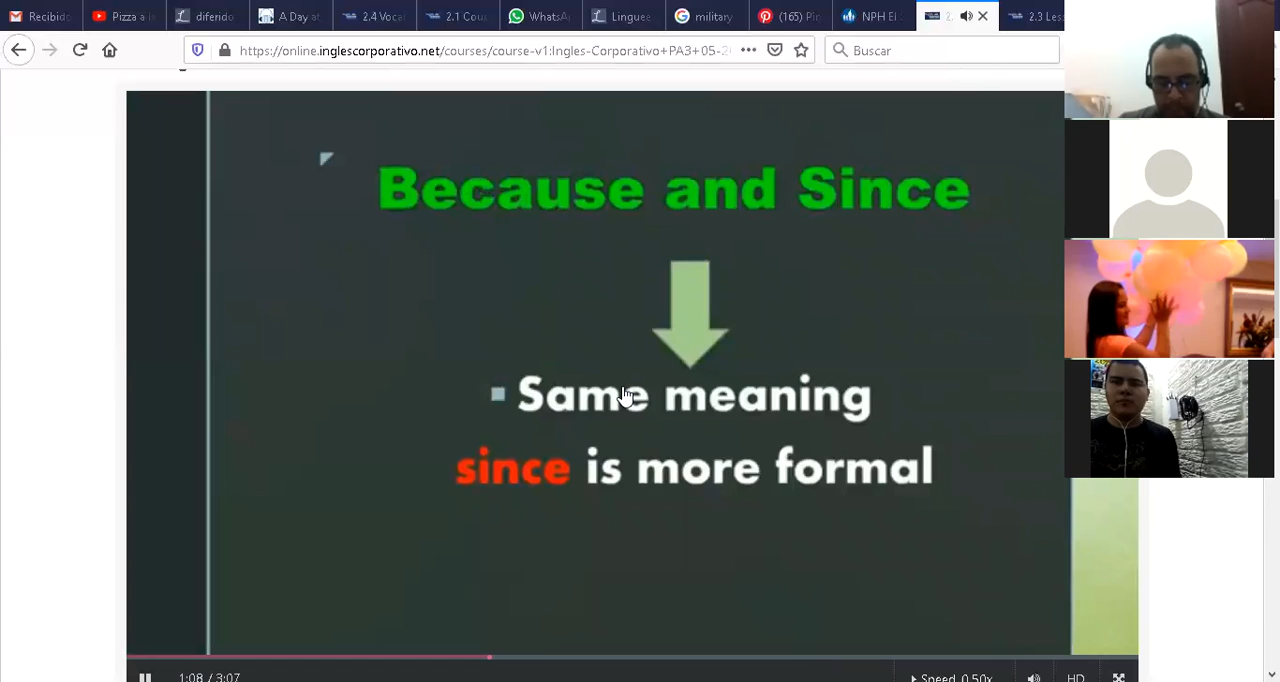 Recibido
Pizza a l
diferido
A Day at
2.4 Voca
2.1 Cou
WhatsA
Linguee
military
(165) Pi
NPH El
2.
2.3 Les
https://online.inglescorporativo.net/courses/course-v1:Ingles-Corporativo+PA3+05-2
Buscar
Because and Since
Same meaning
since is more formal
1:08 / 3:07
Speed 0.50x
HD